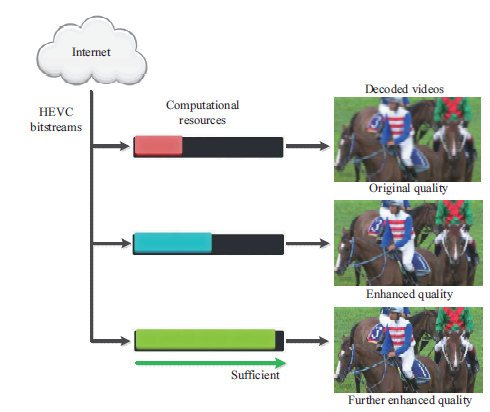 Internet
HEVC
bitstreams
Computational
resources
Decoded videos
Original quality
Enhanced quality
Sufficient
Further enhanced quality